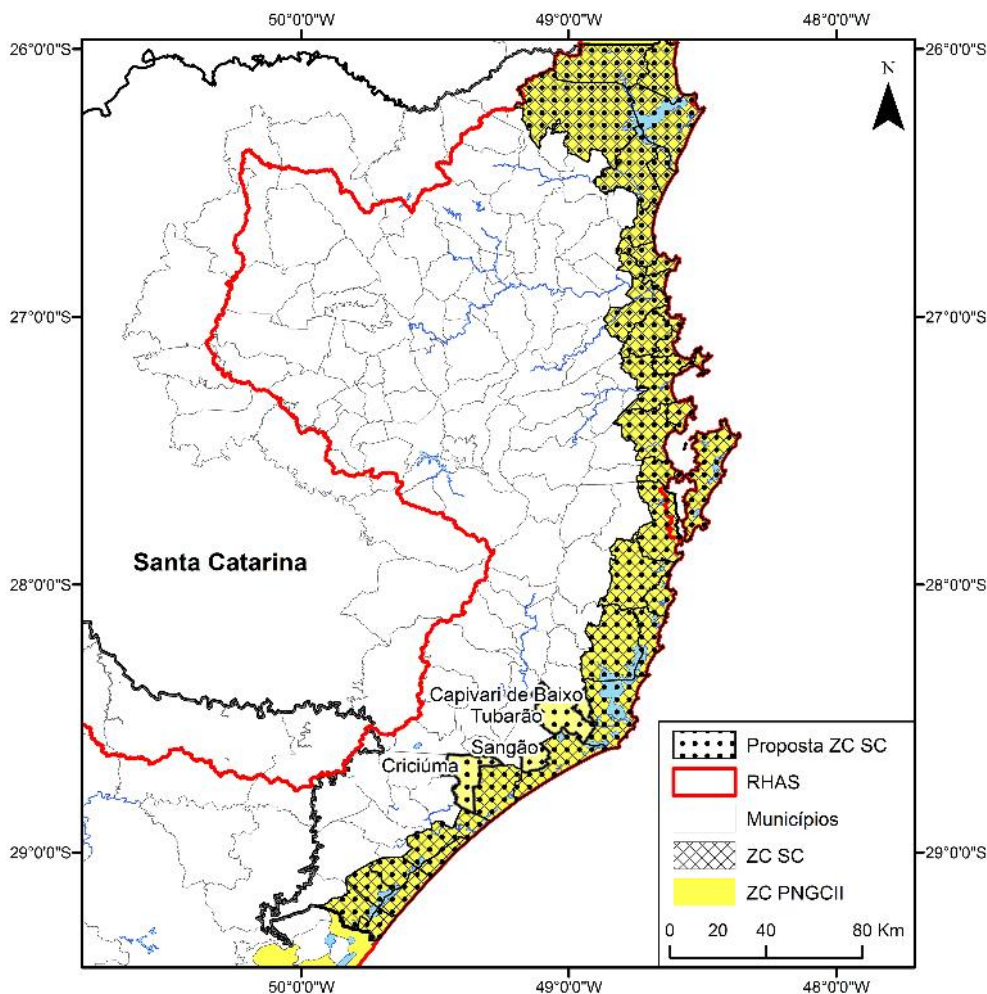 50°0'0"W
49°0'0"W
48°0'0"W
26°0'0"S
26°0'0"S
N
27°0'0"S
27°0'0"S
Santa Catarina
28°0'0"S
28°0'0"S
Capivari de Baixo
Tubarão
Sangão
Criciúma
Proposta ZC SC
RHAS
Municípios
ZC SC
ZC PNGCII
0 20 40 80 Km
29°0'0"S
29°0'0"S
50°0'0"W
49°0'0"W
48°0'0"W